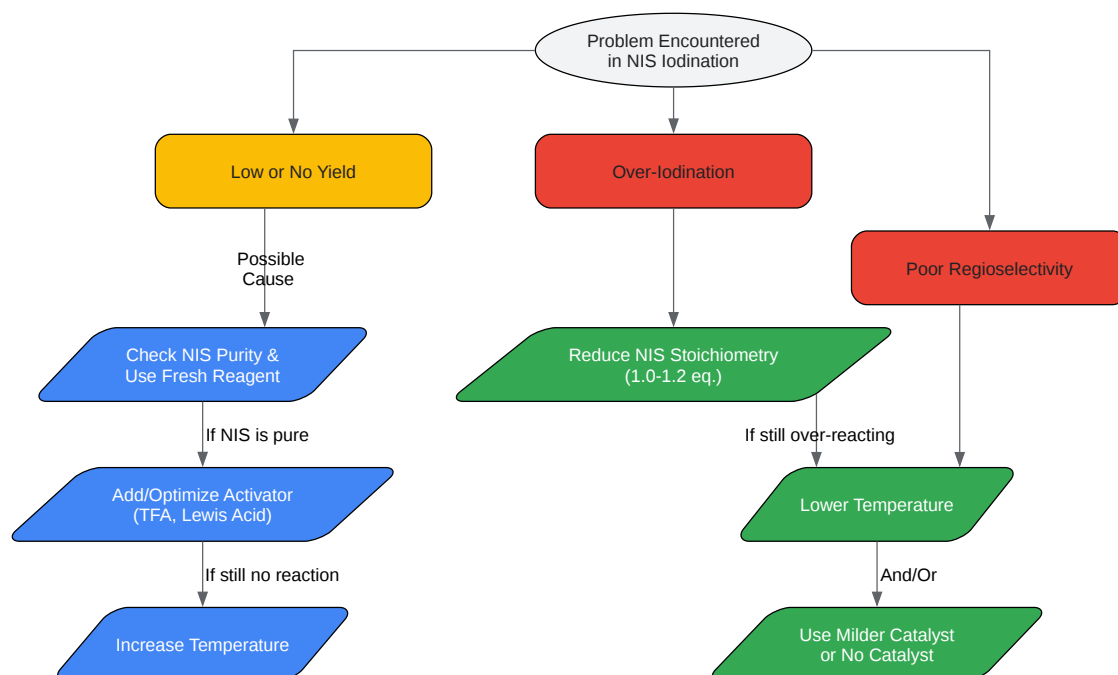 Problem Encountered
in NIS Iodination
Low or No Yield
Over-Iodination
Poor Regioselectivity
Possible
Cause
Check NIS Purity &
Use Fresh Reagent
Reduce NIS Stoichiometry
(1.0-1.2 eq.)
If NIS is pure
If still over-reacting
Add/Optimize Activator
(TFA, Lewis Acid)
Lower Temperature
If still no reaction
And/Or
Increase Temperature
Use Milder Catalyst
or No Catalyst